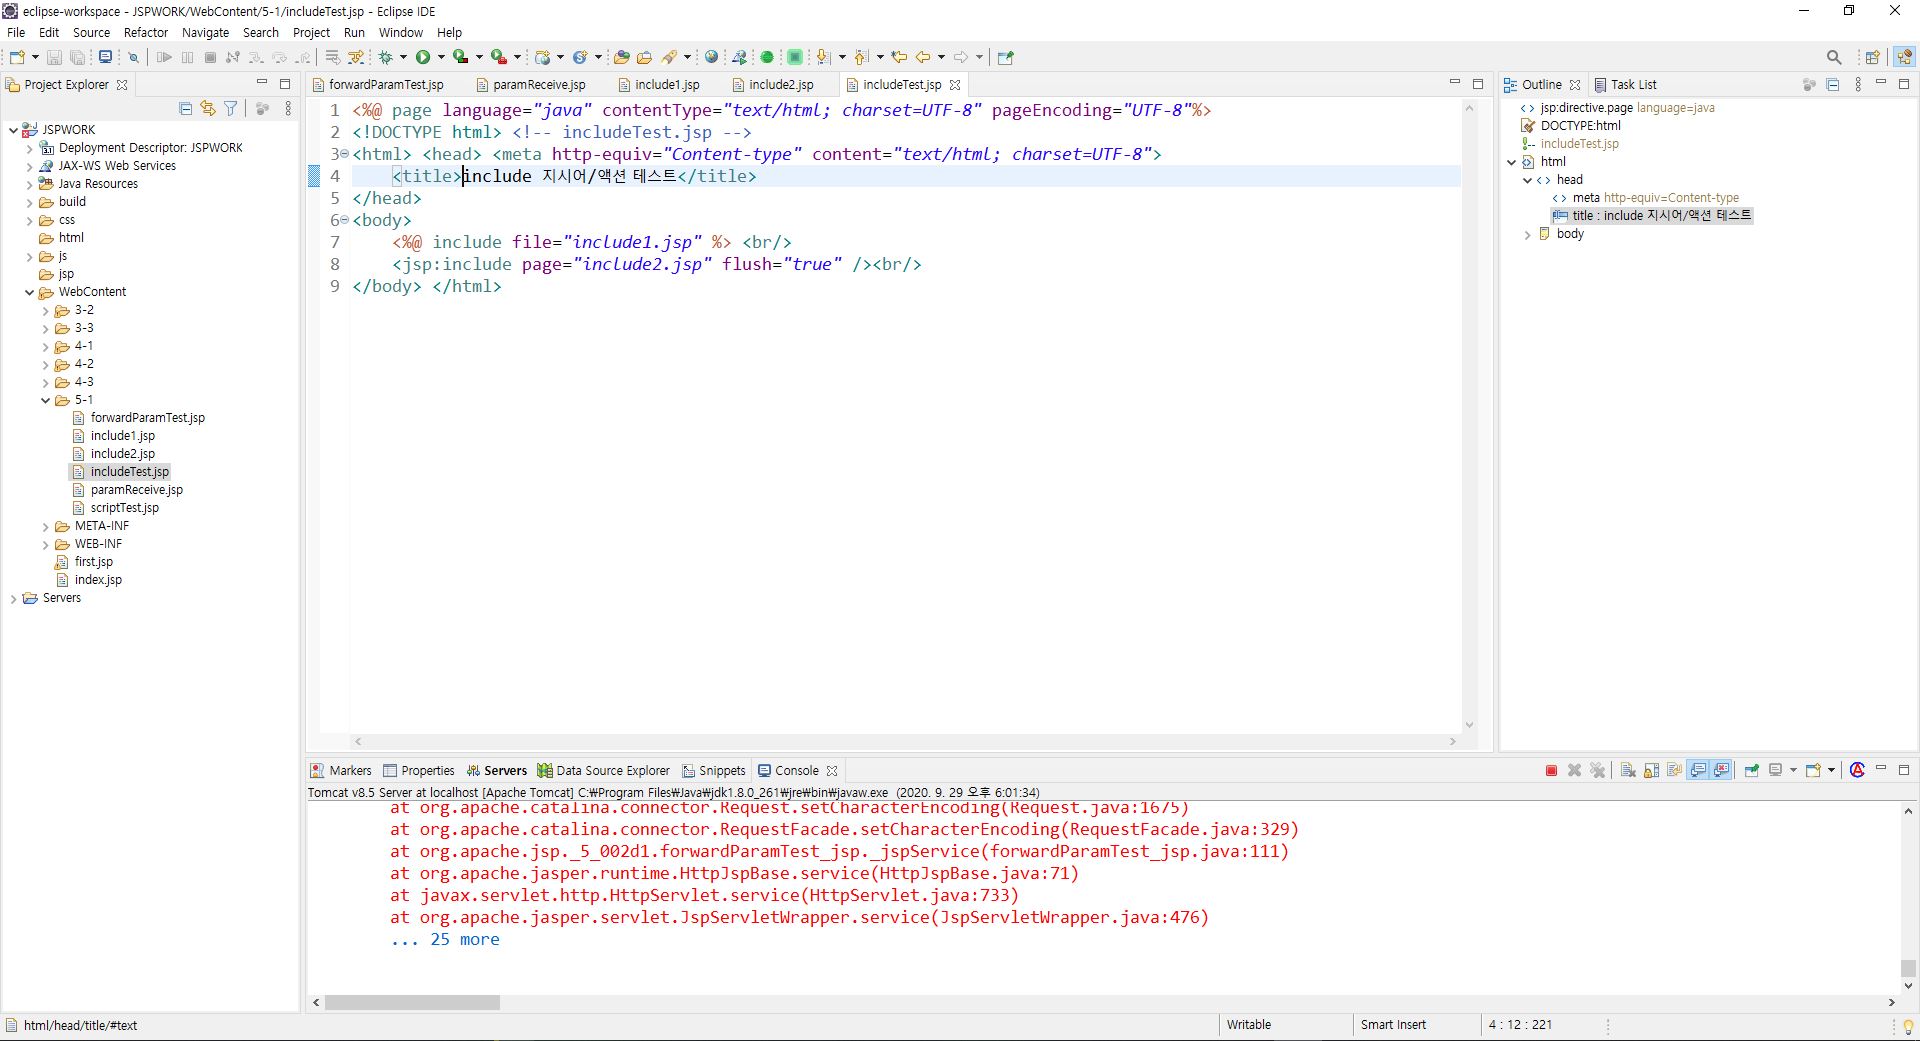 eclipse-workspace - JSPWORK/WebContent/5-1/includeTest.jsp - Eclipse IDE
File Edit Source Refactor Navigate Search Project Run Window Help
Project Explorer
JSPWORK
Deployment Descriptor: JSPWORK
JAX-WS Web Services
Java Resources
build
css
html
js
jsp
WebContent
3-2
3-3
4-1
4-2
4-3
5-1
forwardParamTest.jsp
include1.jsp
include2.jsp
includeTest.jsp
paramReceive.jsp
scriptTest.jsp
META-INF
WEB-INF
first.jsp
index.jsp
Servers
forwardParamTest.jsp paramReceive.jsp include1.jsp include2.jsp includeTest.jsp
1 <%@ page language="java" contentType="text/html; charset=UTF-8" pageEncoding="UTF-8"%>
2 <!DOCTYPE html> <!-- includeTest.jsp -->
3 <html> <head> <meta http-equiv="Content-type" content="text/html; charset=UTF-8">
4 <title>include 지시어/액션 테스트</title>
5 </head>
6 <body>
7 <%@ include file="include1.jsp" %> <br/>
8 <jsp:include page="include2.jsp" flush="true" /><br/>
9 </body> </html>
Outline Task List
jsp:directive.page language=java
DOCTYPE:html
includeTest.jsp
html
head
meta http-equiv=Content-type
title : include 지시어/액션 테스트
body
Markers Properties Servers Data Source Explorer Snippets Console
Tomcat v8.5 Server at localhost [Apache Tomcat] C:₩Program Files₩Java₩jdk1.8.0_261₩jre₩bin₩javaw.exe (2020. 9. 29 오후 6:01:34)
at org.apache.catalina.connector.Request.setCharacterEncoding(Request.java:1675)
at org.apache.catalina.connector.RequestFacade.setCharacterEncoding(RequestFacade.java:329)
at org.apache.jsp._5_002d1.forwardParamTest_jsp._jspService(forwardParamTest_jsp.java:111)
at org.apache.jasper.runtime.HttpJspBase.service(HttpJspBase.java:71)
at javax.servlet.http.HttpServlet.service(HttpServlet.java:733)
at org.apache.jasper.servlet.JspServletWrapper.service(JspServletWrapper.java:476)
... 25 more
html/head/title/#text
Writable Smart Insert 4 : 12 : 221